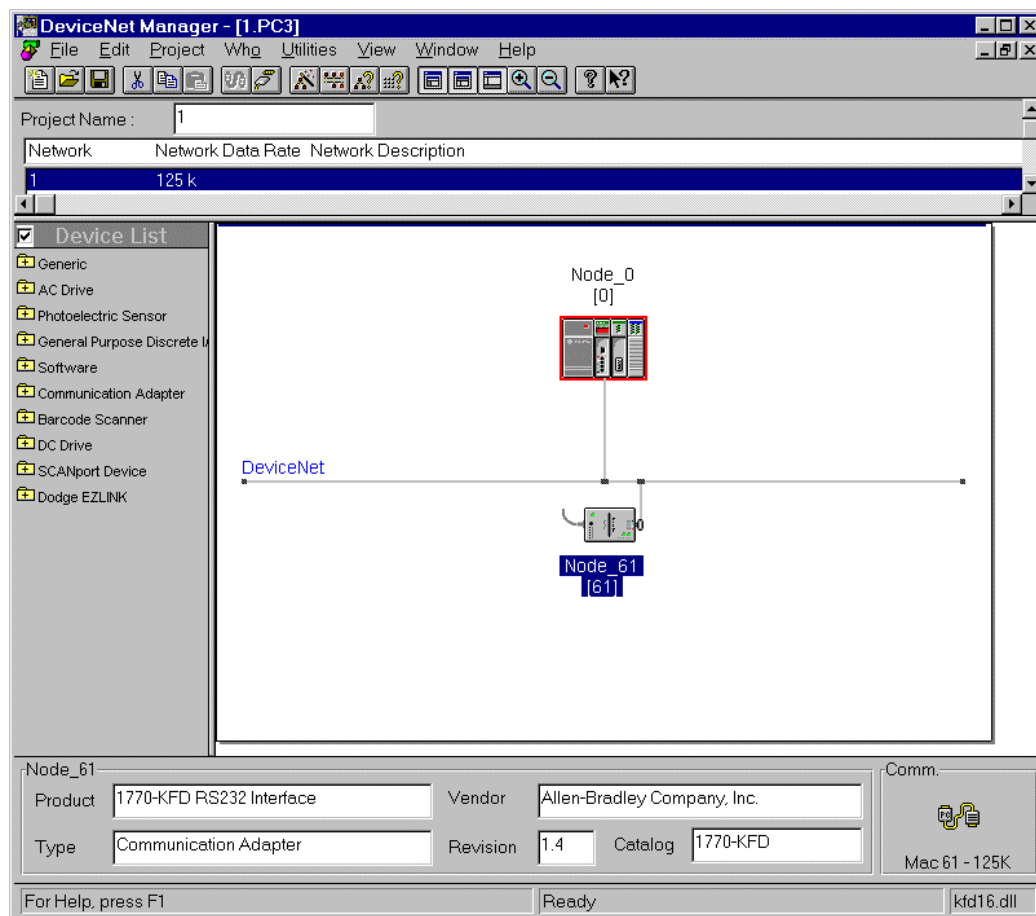 DeviceNet Manager - [1.PC3]
File Edit Project Who Utilities View Window Help
Project Name : 1
Network Network Data Rate Network Description
1 125 k
Device List
Generic
AC Drive
Photoelectric Sensor
General Purpose Discrete I/
Software
Communication Adapter
Barcode Scanner
DC Drive
SCANport Device
Dodge EZLINK
Node_0
[0]
DeviceNet
Node_61
[61]
Node_61
Product 1770-KFD RS232 Interface Vendor Allen-Bradley Company, Inc.
Type Communication Adapter Revision 1.4 Catalog 1770-KFD
Comm.
Mac 61 - 125K
For Help, press F1 Ready kfd16.dll